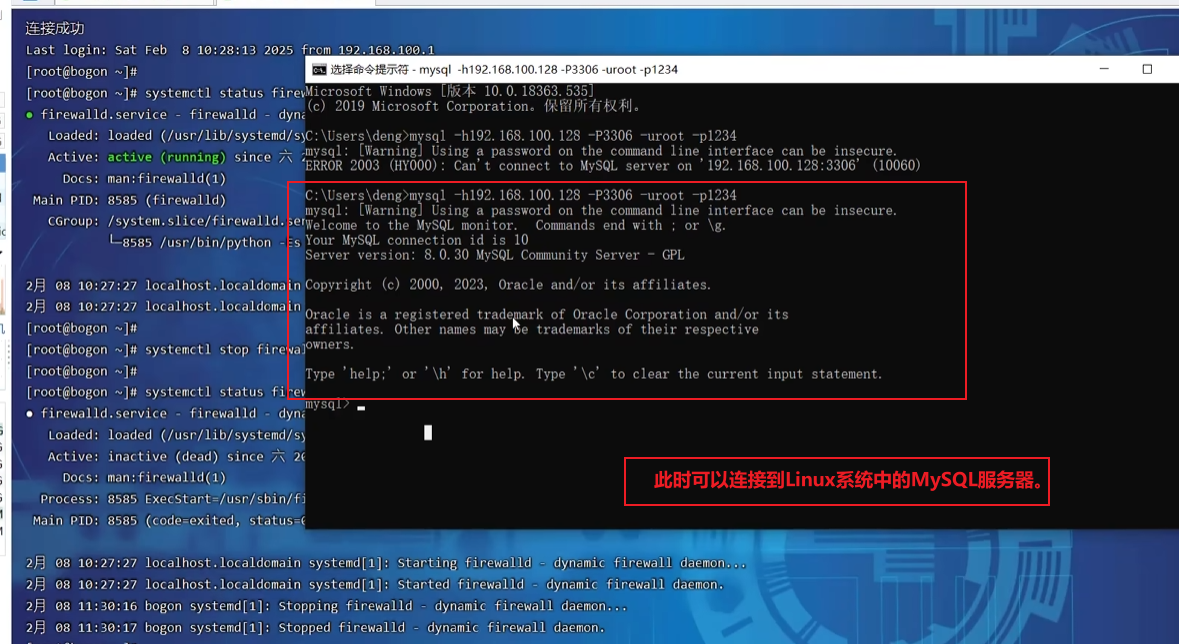 连接成功
Last login: Sat Feb  8 10:28:13 2025 from 192.168.100.1
[root@bogon ~]#
[root@bogon ~]# systemctl status firew
● firewalld.service - firewalld - dyna
Loaded: loaded (/usr/lib/systemd/sy
Active: active (running) since 六 2
Docs: man:firewalld(1)
Main PID: 8585 (firewalld)
CGroup: /system.slice/firewalld.ser
└─8585 /usr/bin/python -Es
2月 08 10:27:27 localhost.localdomain
2月 08 10:27:27 localhost.localdomain
[root@bogon ~]#
[root@bogon ~]# systemctl stop firewa
[root@bogon ~]#
[root@bogon ~]# systemctl status firew
● firewalld.service - firewalld - dyna
Loaded: loaded (/usr/lib/systemd/sy
Active: inactive (dead) since 六 20
Docs: man:firewalld(1)
Process: 8585 ExecStart=/usr/sbin/fi
Main PID: 8585 (code=exited, status=0
2月 08 10:27:27 localhost.localdomain systemd[1]: Starting firewalld - dynamic firewall daemon...
2月 08 10:27:27 localhost.localdomain systemd[1]: Started firewalld - dynamic firewall daemon.
2月 08 11:30:16 bogon systemd[1]: Stopping firewalld - dynamic firewall daemon...
2月 08 11:30:17 bogon systemd[1]: Stopped firewalld - dynamic firewall daemon.
选择命令提示符 - mysql  -h192.168.100.128 -P3306 -uroot -p1234
Microsoft Windows [版本 10.0.18363.535]
(c) 2019 Microsoft Corporation。保留所有权利。
C:\Users\deng>mysql -h192.168.100.128 -P3306 -uroot -p1234
mysql: [Warning] Using a password on the command line interface can be insecure.
ERROR 2003 (HY000): Can't connect to MySQL server on '192.168.100.128:3306' (10060)
C:\Users\deng>mysql -h192.168.100.128 -P3306 -uroot -p1234
mysql: [Warning] Using a password on the command line interface can be insecure.
Welcome to the MySQL monitor.  Commands end with ; or \g.
Your MySQL connection id is 10
Server version: 8.0.30 MySQL Community Server - GPL
Copyright (c) 2000, 2023, Oracle and/or its affiliates.
Oracle is a registered trademark of Oracle Corporation and/or its
affiliates. Other names may be trademarks of their respective
owners.
Type 'help;' or '\h' for help. Type '\c' to clear the current input statement.
mysql>
此时可以连接到Linux系统中的MySQL服务器。